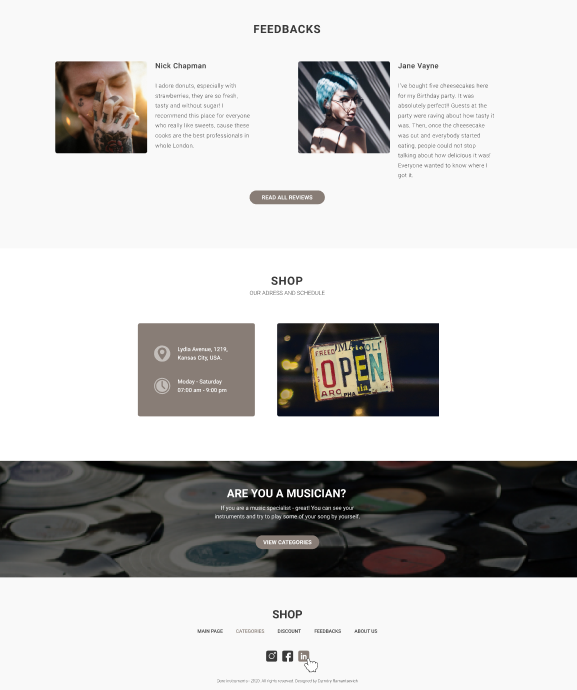 FEEDBACKS
Nick Chapman
I adore donuts, especially with
strawberries, they are so fresh,
tasty and without sugar! I
recommend this place for everyone
who really like sweets, cause these
cooks are the best professionals in
whole London.
Jane Vayne
I've bought five cheesecakes here
for my Birthday party. It was
absolutely perfect!! Guests at the
party were raving about how tasty it
was. Then, once the cheesecake
was cut and everybody started
eating, people could not stop
talking about how delicious it was!
Everyone wanted to know where I
got it.
READ ALL REVIEWS
SHOP
OUR ADRESS AND SCHEDULE
Lydia Avenue, 1219,
Kansas City, USA.
Moday - Saturday
07:00 am - 9:00 pm
FREED
OPEN
ARE YOU A MUSICIAN?
If you are a music specialist - great! You can see your
instruments and try to play some of your song by yourself.
VIEW CATEGORIES
SHOP
MAIN PAGE CATEGORIES DISCOUNT FEEDBACKS ABOUT US
in
2020. All rights reserved. Designed by